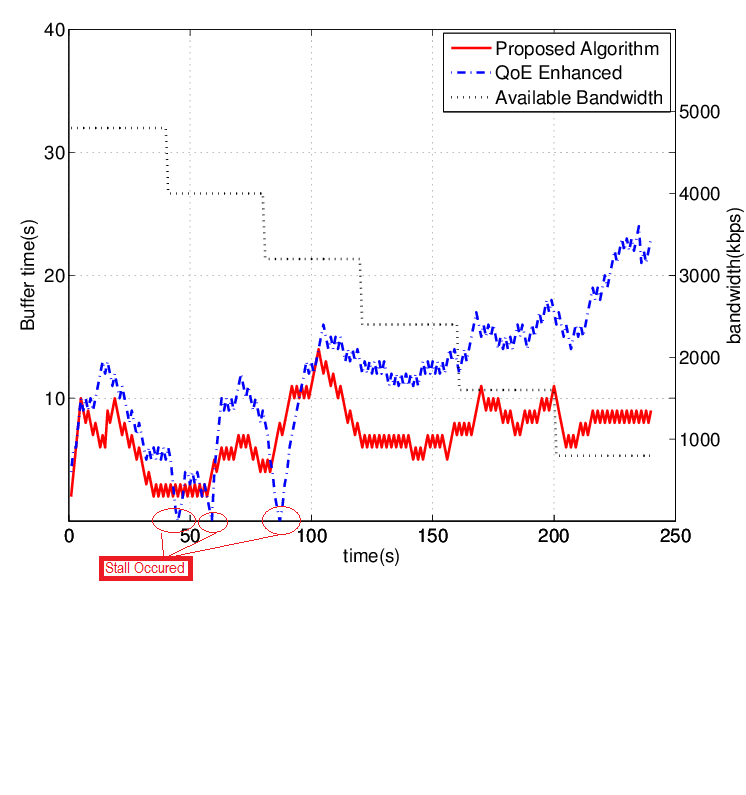 40
Proposed Algorithm
QoE Enhanced
Available Bandwidth
5000
30
4000
20
3000
2000
10
1000
Buffer time(s)
bandwidth(kbps)
0
50
100
150
200
250
time(s)
Stall Occured